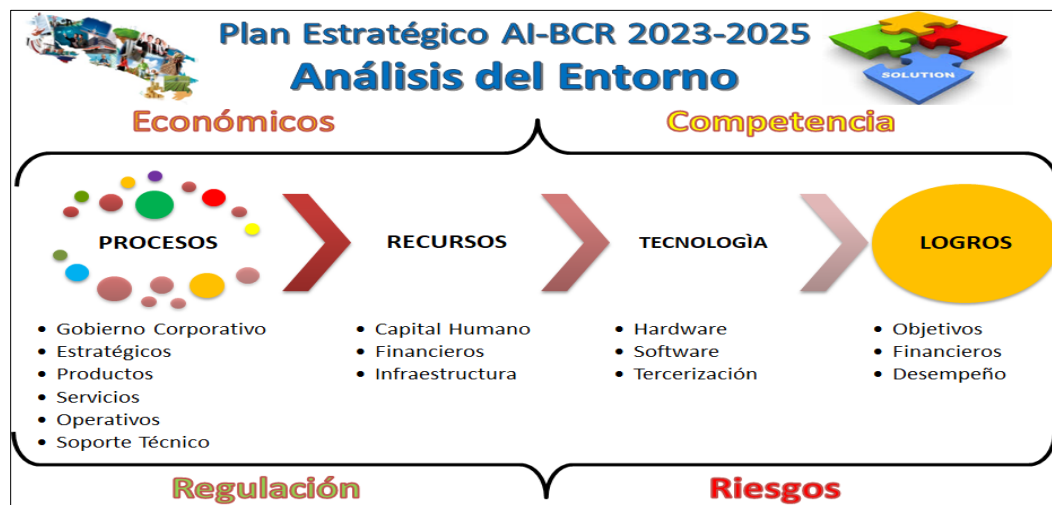 Plan Estratégico AI-BCR 2023-2025
Análisis del Entorno
SOLUTION
Económicos
Competencia
PROCESOS
• Gobierno Corporativo
• Estratégicos
• Productos
• Servicios
• Operativos
• Soporte Técnico
RECURSOS
• Capital Humano
• Financieros
• Infraestructura
TECNOLOGÌA
• Hardware
• Software
• Tercerización
LOGROS
• Objetivos
• Financieros
• Desempeño
Regulación
Riesgos